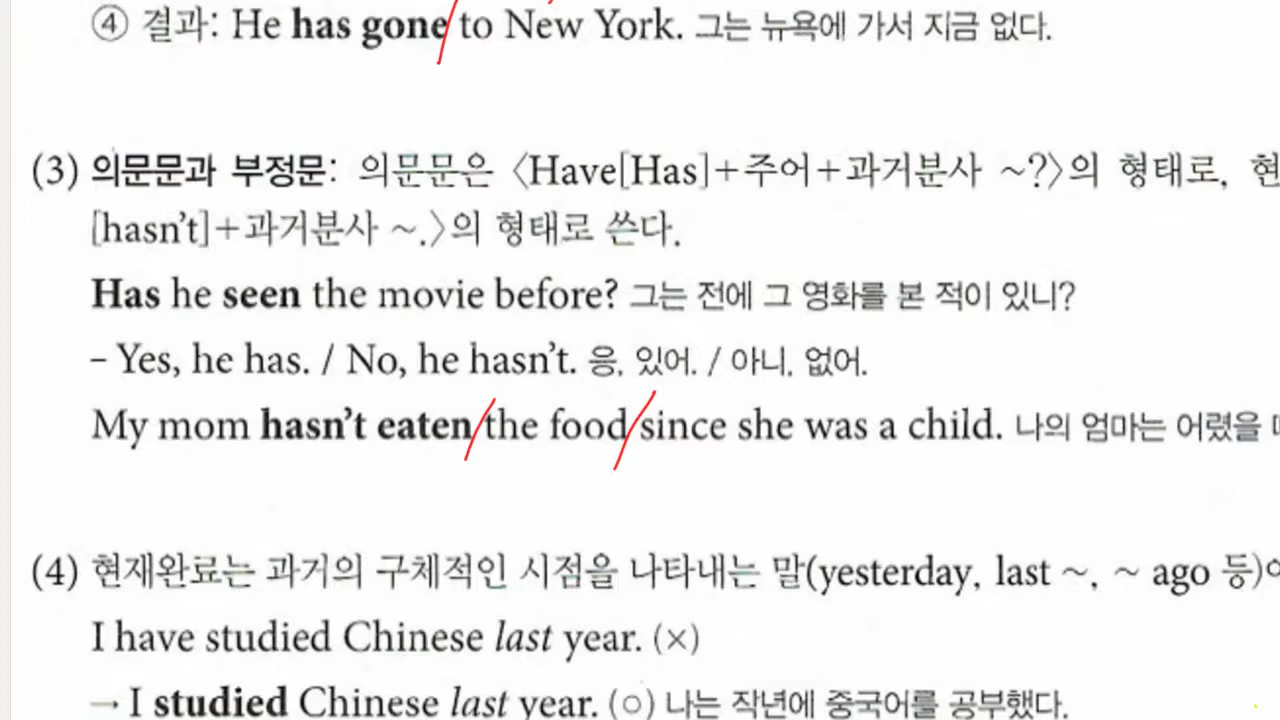 ④ 결과: He has gone to New York. 그는 뉴욕에 가서 지금 없다.
(3) 의문문과 부정문: 의문문은 〈Have[Has]+주어+과거분사 ~?〉의 형태로, 현
[hasn't]+과거분사 ~.〉의 형태로 쓴다.
Has he seen the movie before? 그는 전에 그 영화를 본 적이 있니?
– Yes, he has. / No, he hasn't. 응, 있어. / 아니, 없어.
My mom hasn't eaten the food since she was a child. 나의 엄마는 어렸을
(4) 현재완료는 과거의 구체적인 시점을 나타내는 말(yesterday, last ~, ~ ago 등)
I have studied Chinese last year. (×)
→ I studied Chinese last year. (○) 나는 작년에 중국어를 공부했다.